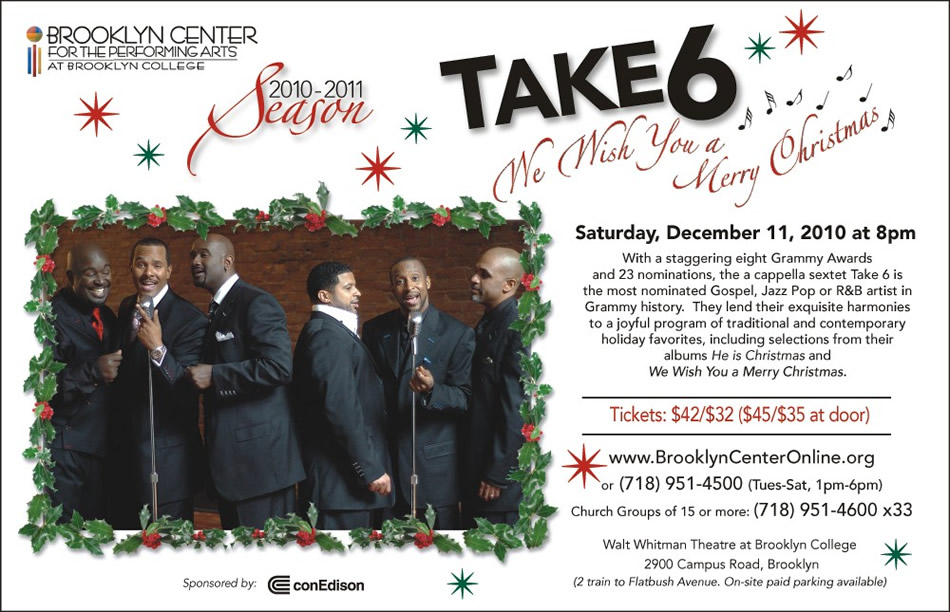 BROOKLYN CENTER
FOR THE PERFORMING ARTS
AT BROOKLYN COLLEGE
2010-2011
Season
TAKE 6
We Wish You a
Merry Christmas
Saturday, December 11, 2010 at 8pm
With a staggering eight Grammy Awards
and 23 nominations, the a cappella sextet Take 6 is
the most nominated Gospel, Jazz Pop or R&B artist in
Grammy history. They lend their exquisite harmonies
to a joyful program of traditional and contemporary
holiday favorites, including selections from their
albums He is Christmas and
We Wish You a Merry Christmas.
Tickets: $42/$32 ($45/$35 at door)
www.BrooklynCenterOnline.org
or (718) 951-4500 (Tues-Sat, 1pm-6pm)
Church Groups of 15 or more: (718) 951-4600 x33
Walt Whitman Theatre at Brooklyn College
2900 Campus Road, Brooklyn
(2 train to Flatbush Avenue. On-site paid parking available)
Sponsored by: conEdison